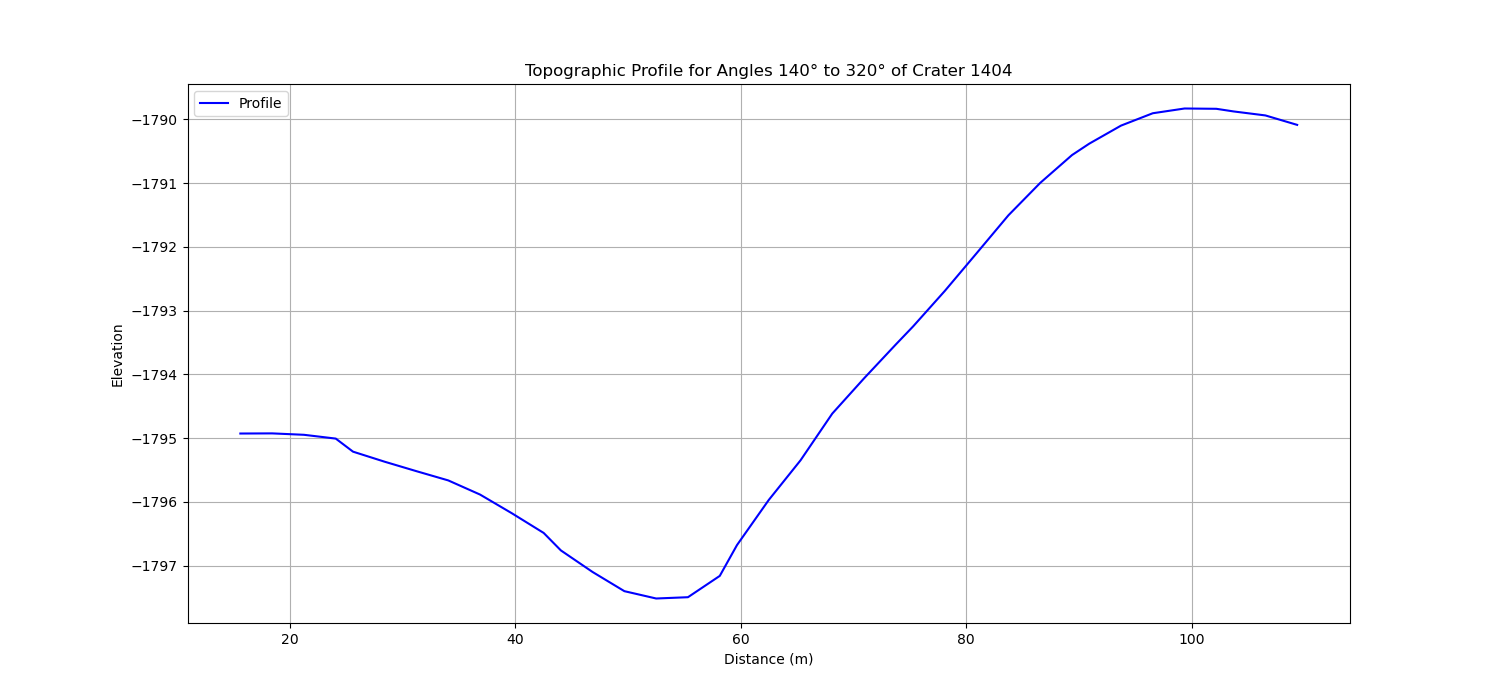 Topographic Profile for Angles 140° to 320° of Crater 1404
Profile
−1790
−1791
−1792
−1793
−1794
−1795
−1796
−1797
Elevation
20 40 60 80 100
Distance (m)